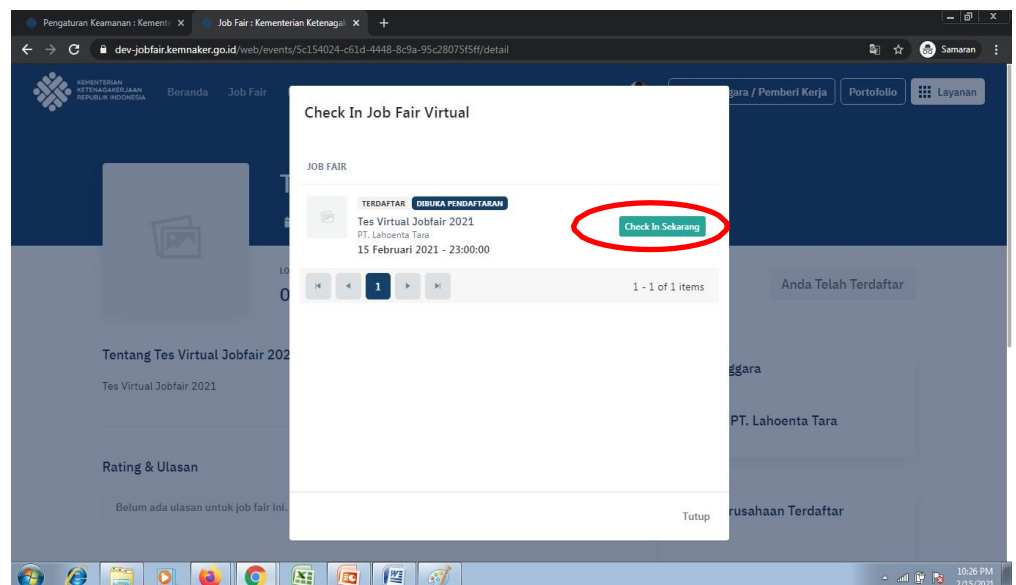 Pengaturan Keamanan : Kemente
Job Fair : Kementerian Ketenagak
dev-jobfair.kemnaker.go.id/web/events/5c154024-c61d-4448-8c9a-95c28075f5ff/detail
Samaran
KEMENTERIAN
KETENAGAKERJAAN
REPUBLIK INDONESIA
Beranda Job Fair
gara / Pemberi Kerja
Portofolio
Layanan
Check In Job Fair Virtual
JOB FAIR
TERDAFTAR DIBUKA PENDAFTARAN
Tes Virtual Jobfair 2021
PT. Lahoenta Tara
15 Februari 2021 - 23:00:00
Check In Sekarang
1
1 - 1 of 1 items
T
LO
0
Anda Telah Terdaftar
Tentang Tes Virtual Jobfair 202
Tes Virtual Jobfair 2021
ggara
PT. Lahoenta Tara
Rating & Ulasan
Belum ada ulasan untuk job fair ini.
Tutup
rusahaan Terdaftar
10:26 PM
2/15/2021